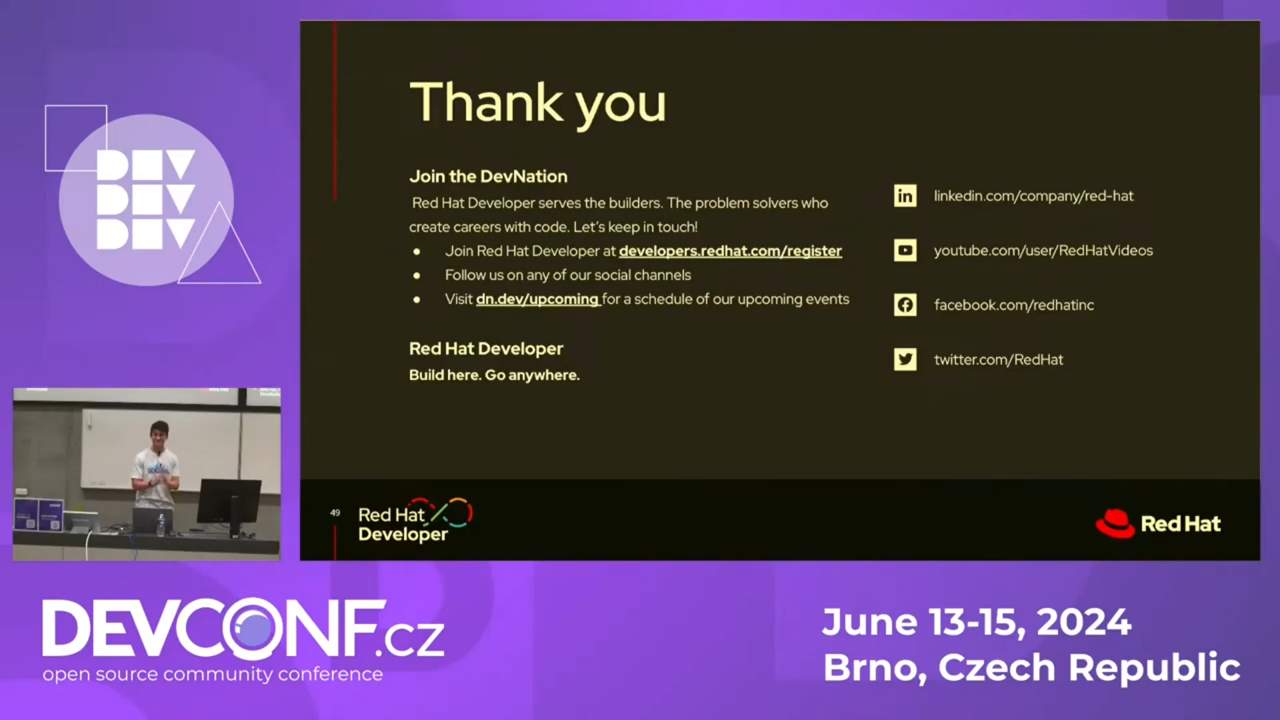 DEV
DEV
DEV
Thank you
Join the DevNation
Red Hat Developer serves the builders. The problem solvers who
create careers with code. Let's keep in touch!
● Join Red Hat Developer at developers.redhat.com/register
● Follow us on any of our social channels
● Visit dn.dev/upcoming for a schedule of our upcoming events
Red Hat Developer
Build here. Go anywhere.
linkedin.com/company/red-hat
youtube.com/user/RedHatVideos
facebook.com/redhatinc
twitter.com/RedHat
49
Red Hat
Developer
Red Hat
DEVCONF.cz
open source community conference
June 13-15, 2024
Brno, Czech Republic